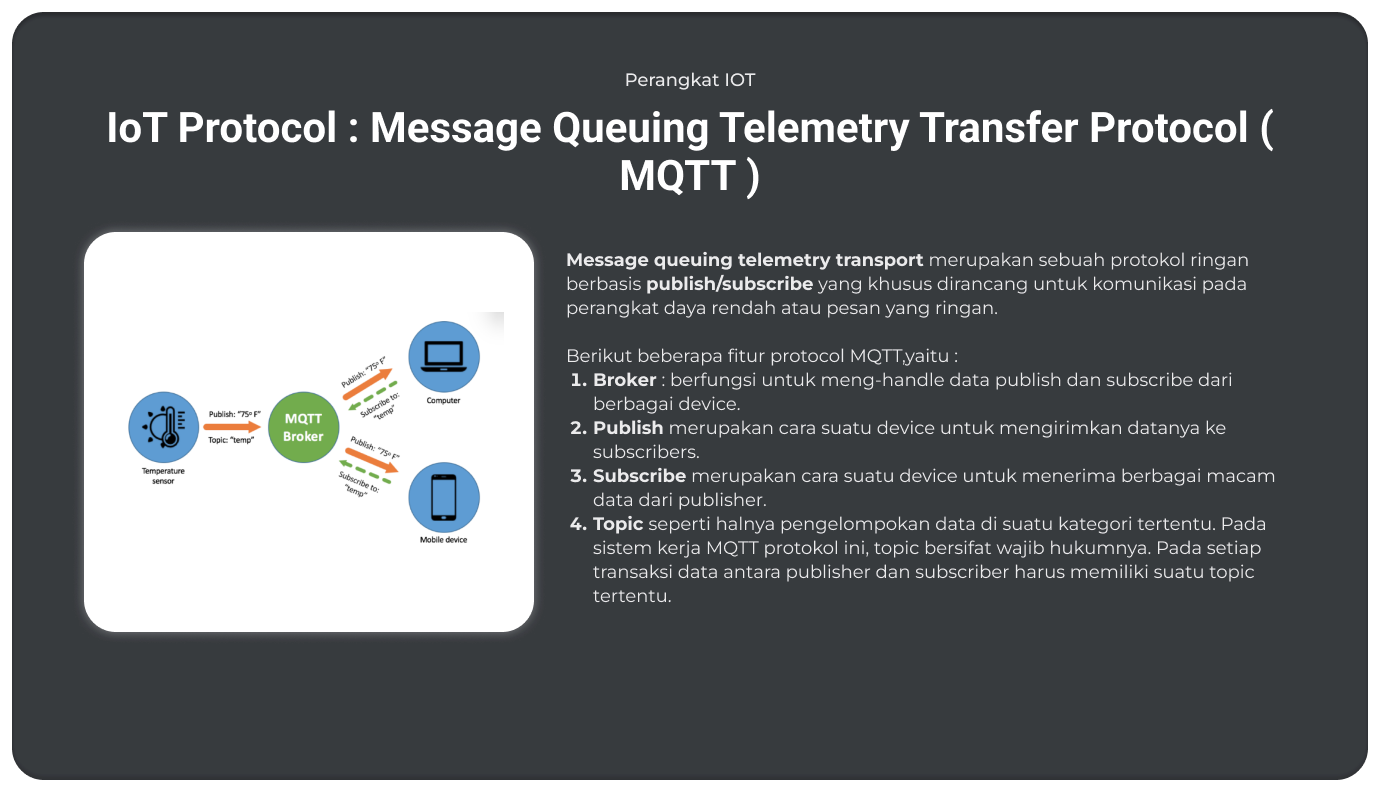 Perangkat IOT
IoT Protocol : Message Queuing Telemetry Transfer Protocol (
MQTT )
Publish: "75º F"
Topic: "temp"
Temperature
sensor
MQTT
Broker
Publish: "75º F"
Subscribe to:
"temp"
Computer
Publish: "75º F"
Subscribe to:
"temp"
Mobile device
Message queuing telemetry transport merupakan sebuah protokol ringan
berbasis publish/subscribe yang khusus dirancang untuk komunikasi pada
perangkat daya rendah atau pesan yang ringan.
Berikut beberapa fitur protocol MQTT,yaitu :
1. Broker : berfungsi untuk meng-handle data publish dan subscribe dari
berbagai device.
2. Publish merupakan cara suatu device untuk mengirimkan datanya ke
subscribers.
3. Subscribe merupakan cara suatu device untuk menerima berbagai macam
data dari publisher.
4. Topic seperti halnya pengelompokan data di suatu kategori tertentu. Pada
sistem kerja MQTT protokol ini, topic bersifat wajib hukumnya. Pada setiap
transaksi data antara publisher dan subscriber harus memiliki suatu topic
tertentu.